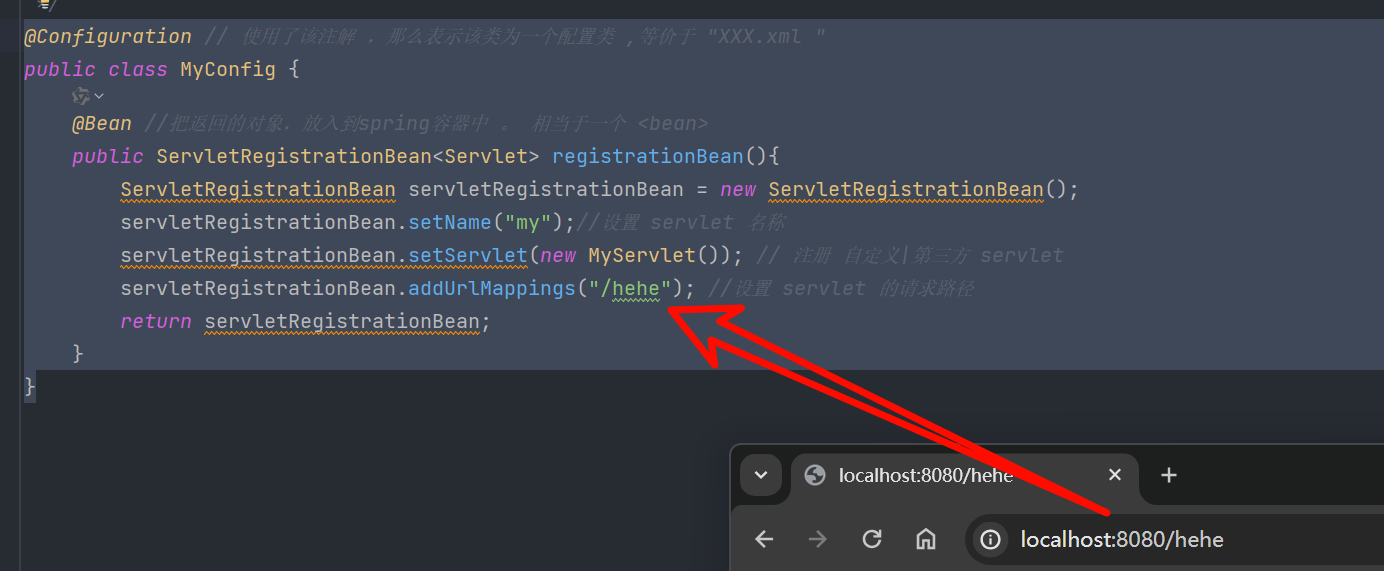 @Configuration // 使用了该注解 . 那么表示该类为一个配置类 ,等价于 "XXX.xml "
public class MyConfig {
@Bean //把返回的对象. 放入到spring容器中 。 相当于一个 <bean>
public ServletRegistrationBean<Servlet> registrationBean(){
ServletRegistrationBean servletRegistrationBean = new ServletRegistrationBean();
servletRegistrationBean.setName("my");//设置 servlet 名称
servletRegistrationBean.setServlet(new MyServlet()); // 注册 自定义|第三方 servlet
servletRegistrationBean.addUrlMappings("/hehe"); //设置 servlet 的请求路径
return servletRegistrationBean;
}
}
localhost:8080/hehe
localhost:8080/hehe